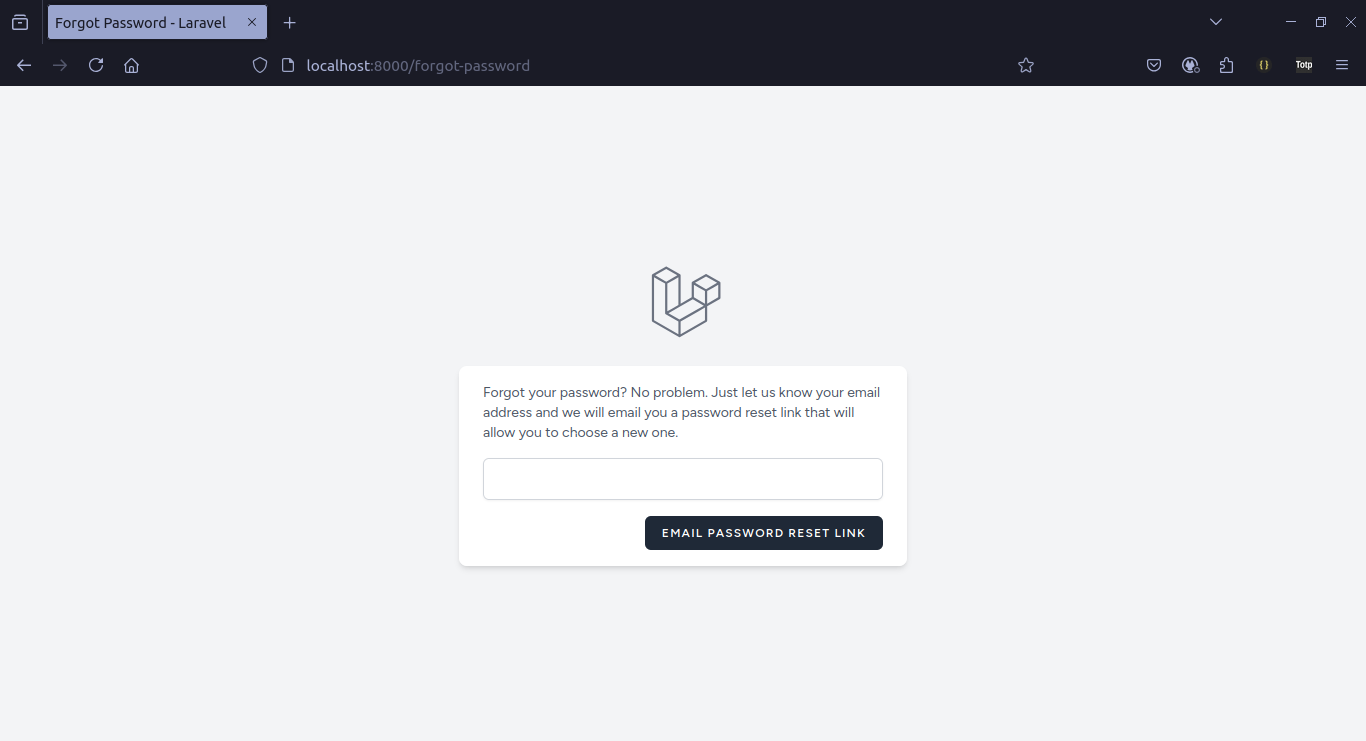 Forgot Password - Laravel
localhost:8000/forgot-password
{}
Totp
Forgot your password? No problem. Just let us know your email
address and we will email you a password reset link that will
allow you to choose a new one.
EMAIL PASSWORD RESET LINK